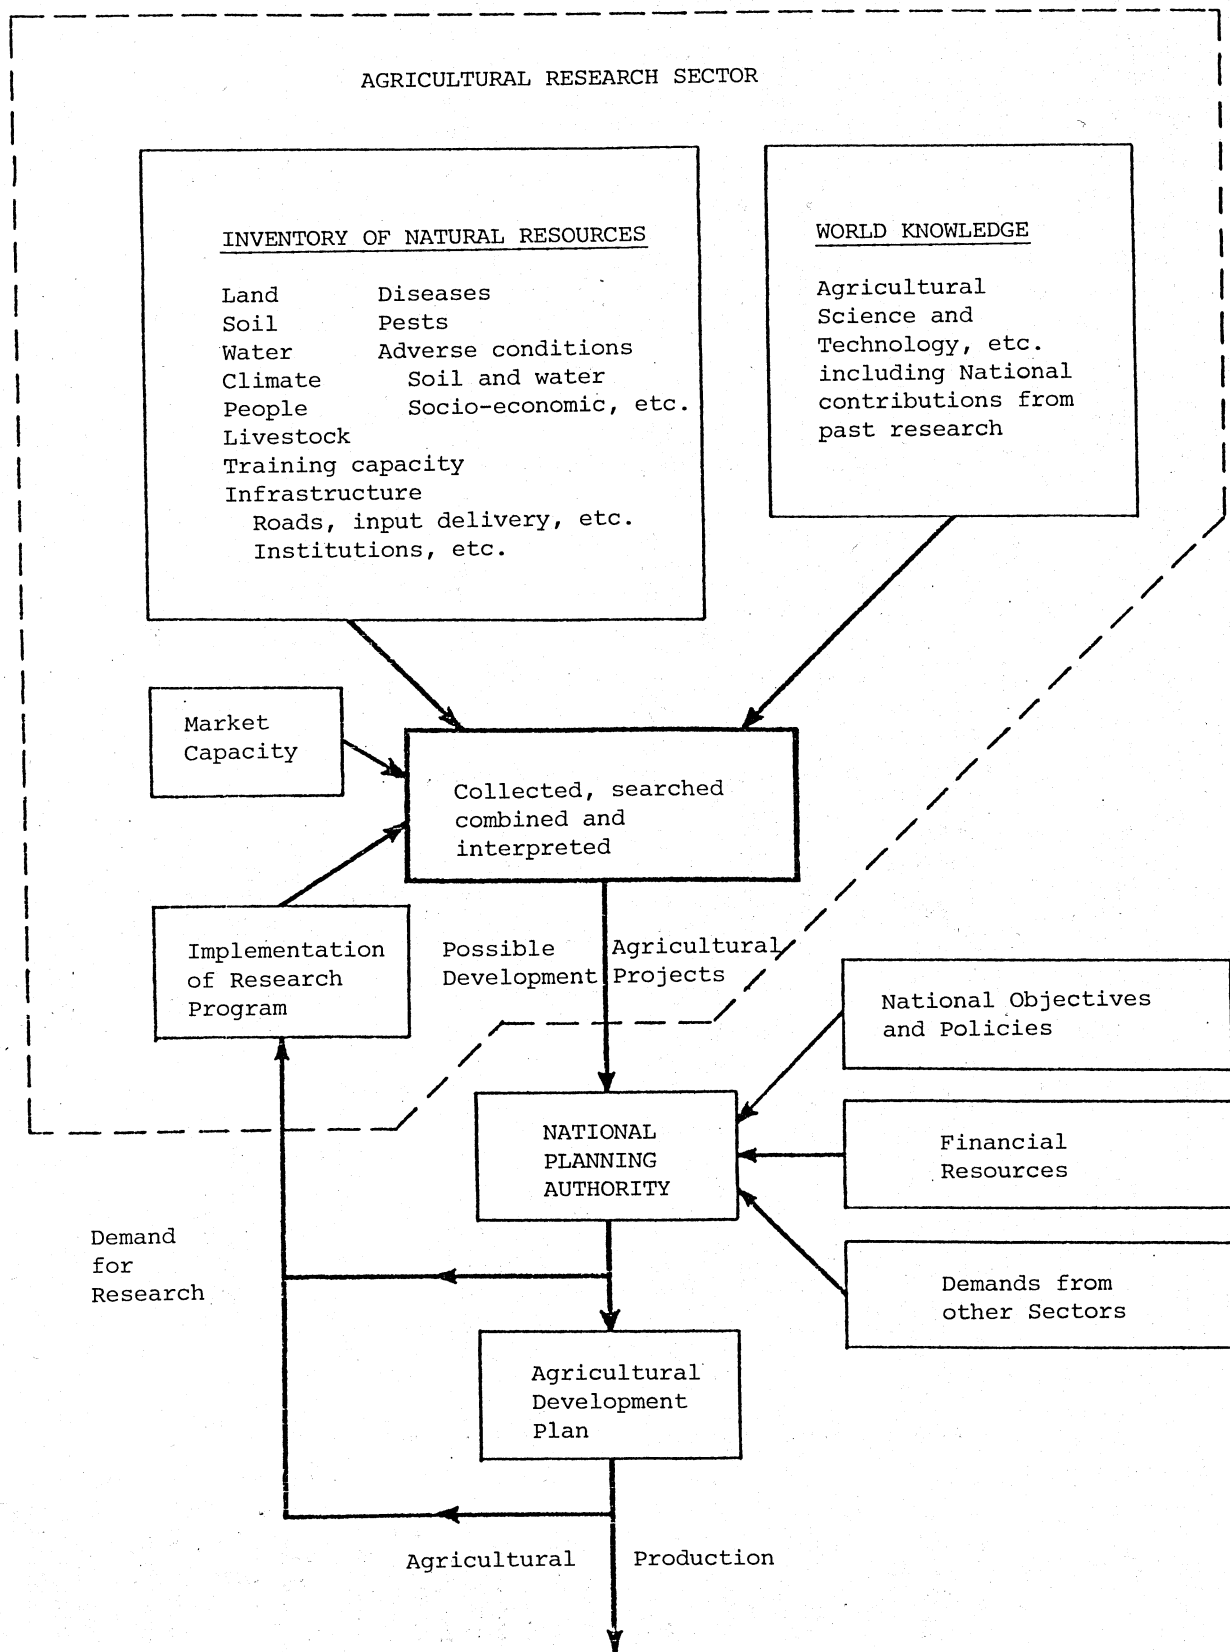 AGRICULTURAL RESEARCH SECTOR
INVENTORY OF NATURAL RESOURCES
Land Diseases
Soil Pests
Water Adverse conditions
Climate Soil and water
People Socio-economic, etc.
Livestock
Training capacity
Infrastructure
Roads, input delivery, etc.
Institutions, etc.
WORLD KNOWLEDGE
Agricultural
Science and
Technology, etc.
including National
contributions from
past research
Market
Capacity
Collected, searched
combined and
interpreted
Implementation
of Research
Program
Possible Agricultural
Development Projects
National Objectives
and Policies
NATIONAL
PLANNING
AUTHORITY
Financial
Resources
Demand
for
Research
Demands from
other Sectors
Agricultural
Development
Plan
Agricultural Production